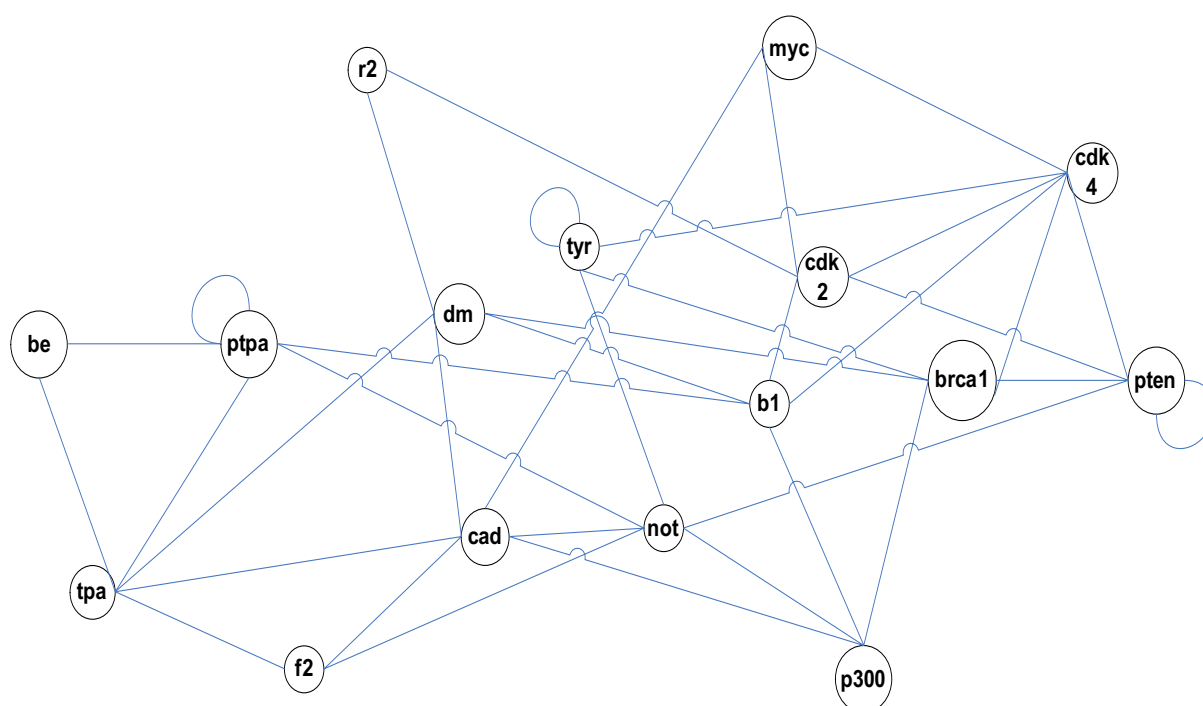 myc
r2
cdk
4
tyr
cdk
2
dm
be
ptpa
brca1
pten
b1
cad
not
tpa
f2
p300